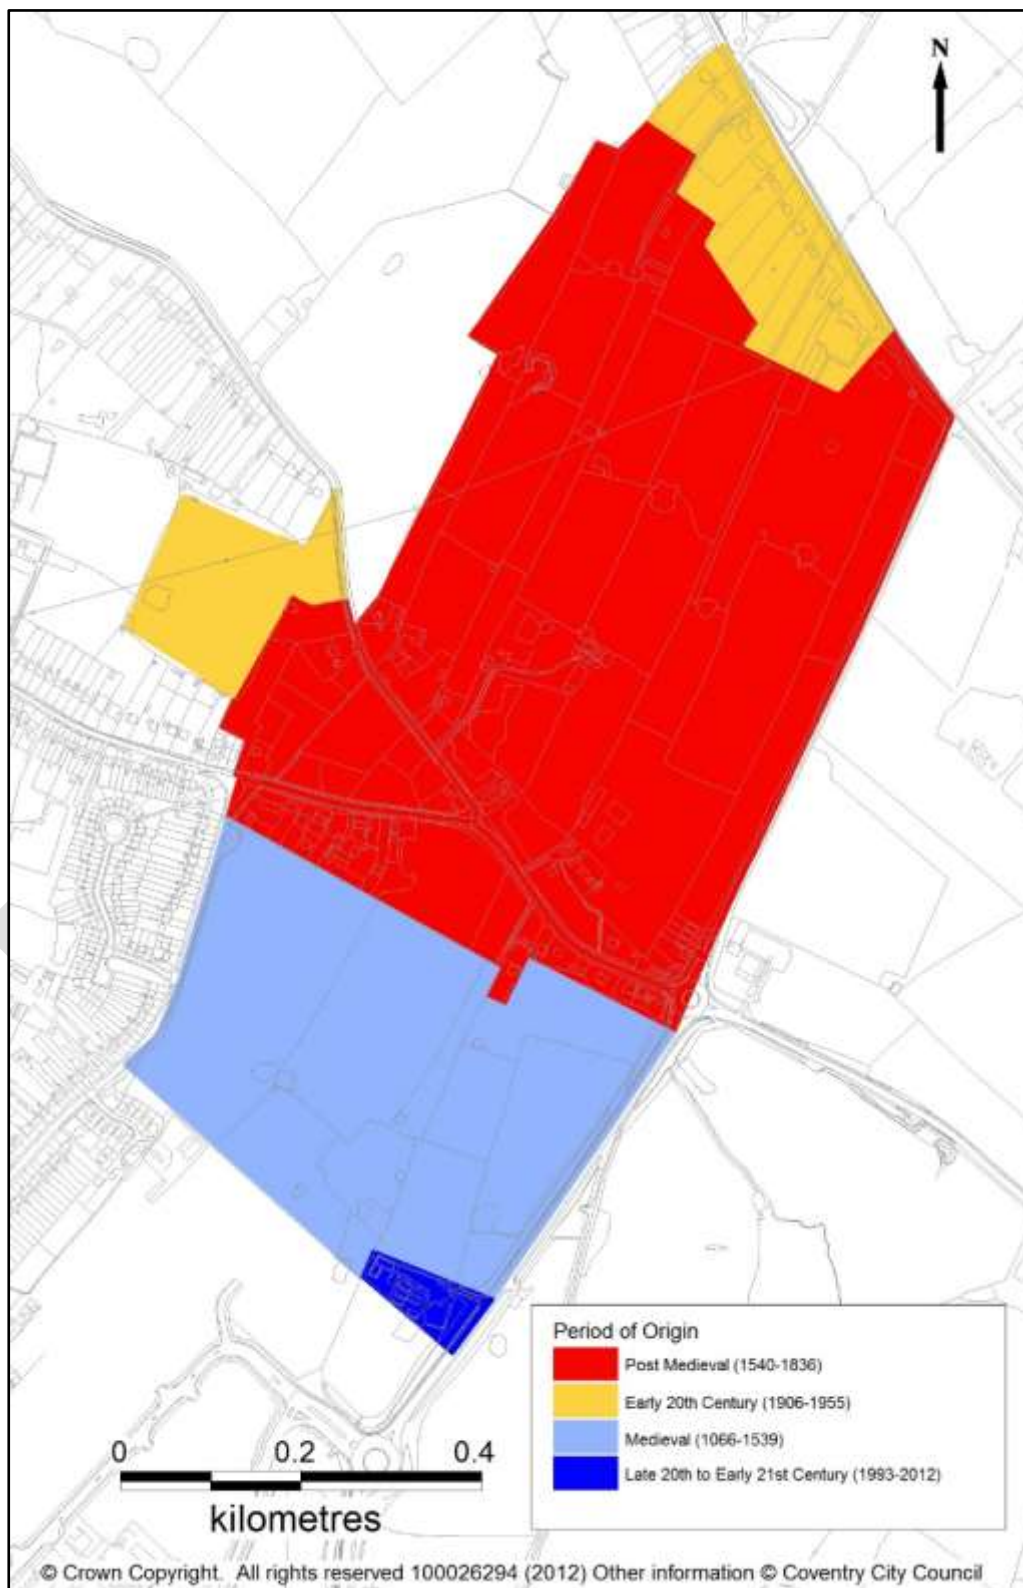 N
Period of Origin
Post Medieval (1540-1836)
Early 20th Century (1906-1955)
Medieval (1066-1539)
Late 20th to Early 21st Century (1993-2012)
0 0.2 0.4
kilometres
© Crown Copyright. All rights reserved 100026294 (2012) Other information © Coventry City Council